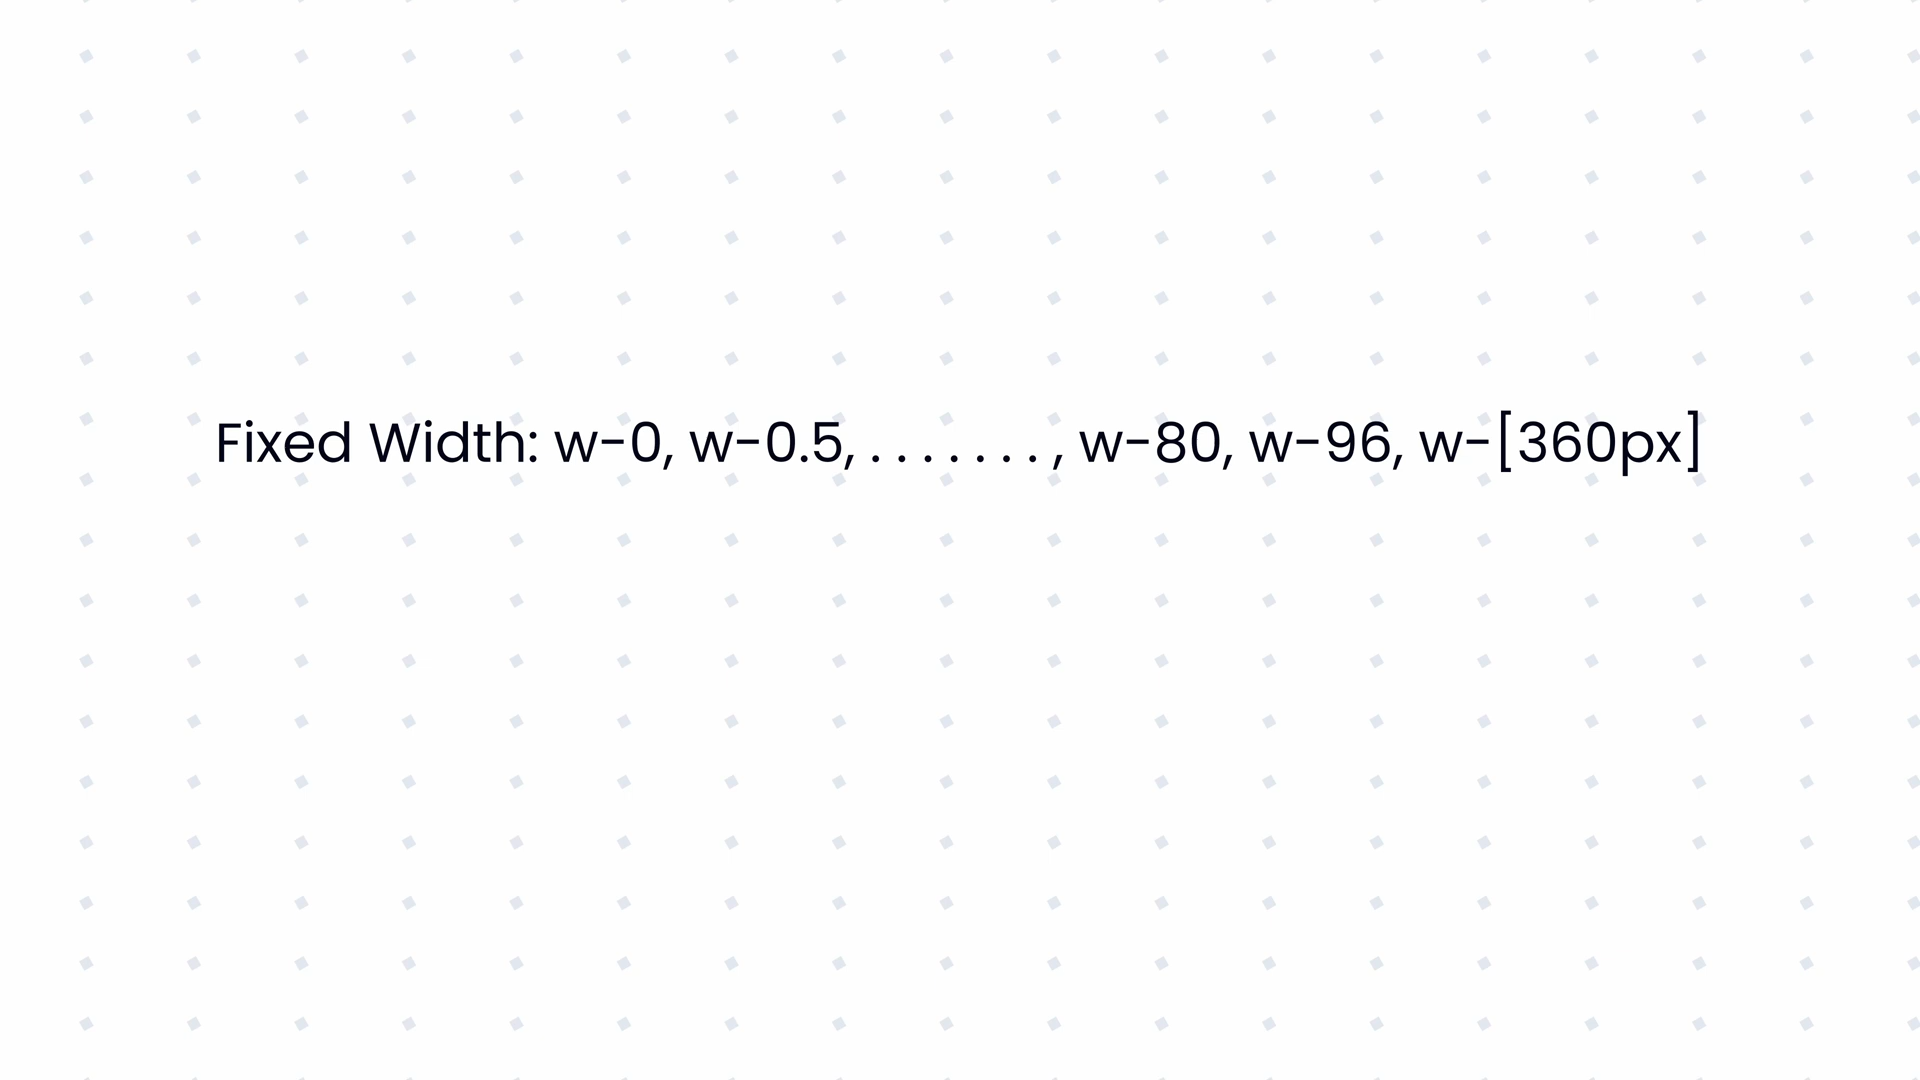 Fixed Width: w-0, w-0.5, . . . . . . . , w-80, w-96, w-[360px]